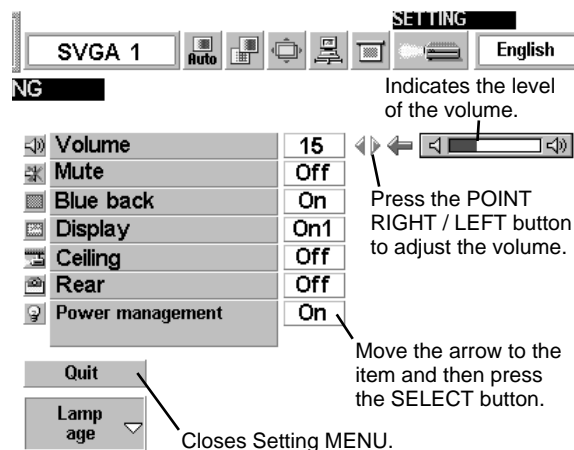 SETTING
SVGA 1
Auto
English
NG
Indicates the level
of the volume.
Volume 15
Mute Off
Blue back On
Display On1
Ceiling Off
Rear Off
Power management On
Press the POINT
RIGHT / LEFT button
to adjust the volume.
Move the arrow to the
item and then press
the SELECT button.
Quit
Lamp
age
Closes Setting MENU.